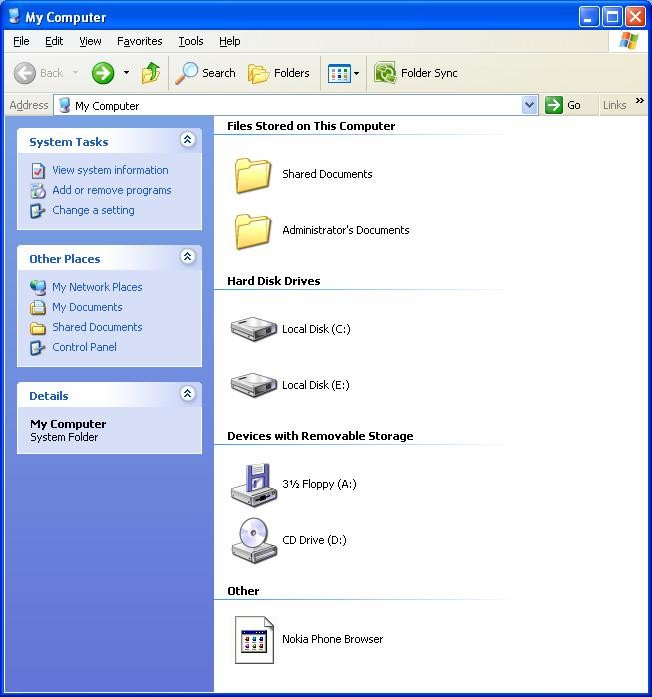 My Computer
File Edit View Favorites Tools Help
Back Search Folders Folder Sync
Address My Computer Go Links »
System Tasks
View system information
Add or remove programs
Change a setting
Other Places
My Network Places
My Documents
Shared Documents
Control Panel
Details
My Computer
System Folder
Files Stored on This Computer
Shared Documents
Administrator's Documents
Hard Disk Drives
Local Disk (C:)
Local Disk (E:)
Devices with Removable Storage
3½ Floppy (A:)
CD Drive (D:)
Other
Nokia Phone Browser